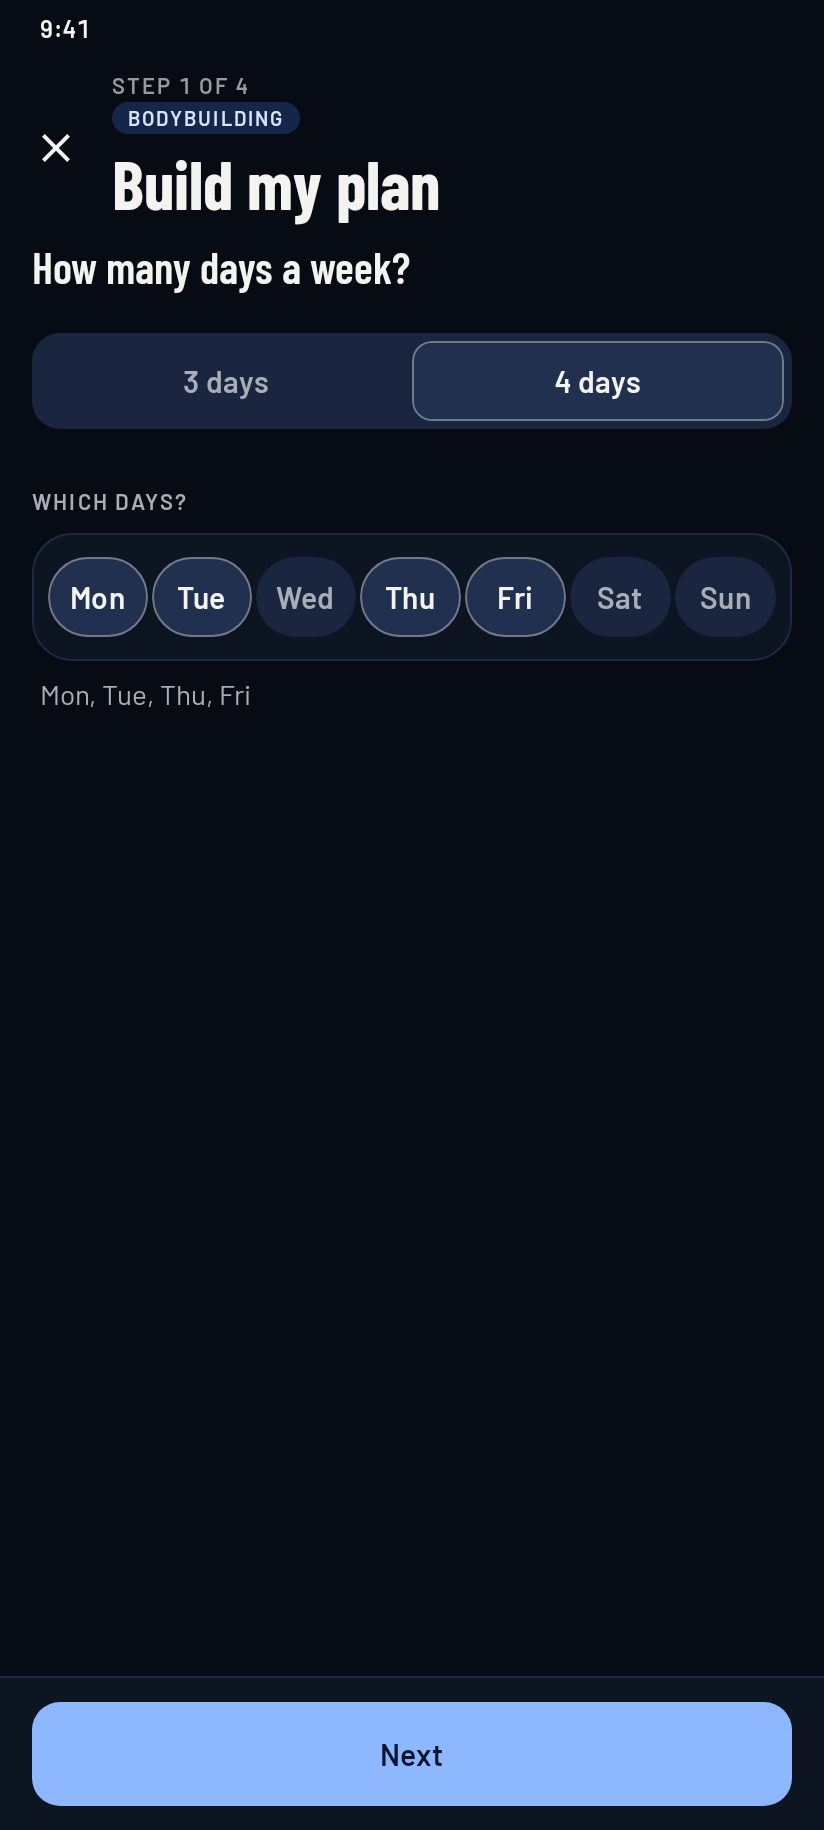 9:41
STEP 1 OF 4
BODYBUILDING
Build my plan
How many days a week?
3 days 4 days
WHICH DAYS?
Mon Tue Wed Thu Fri Sat Sun
Mon, Tue, Thu, Fri
Next